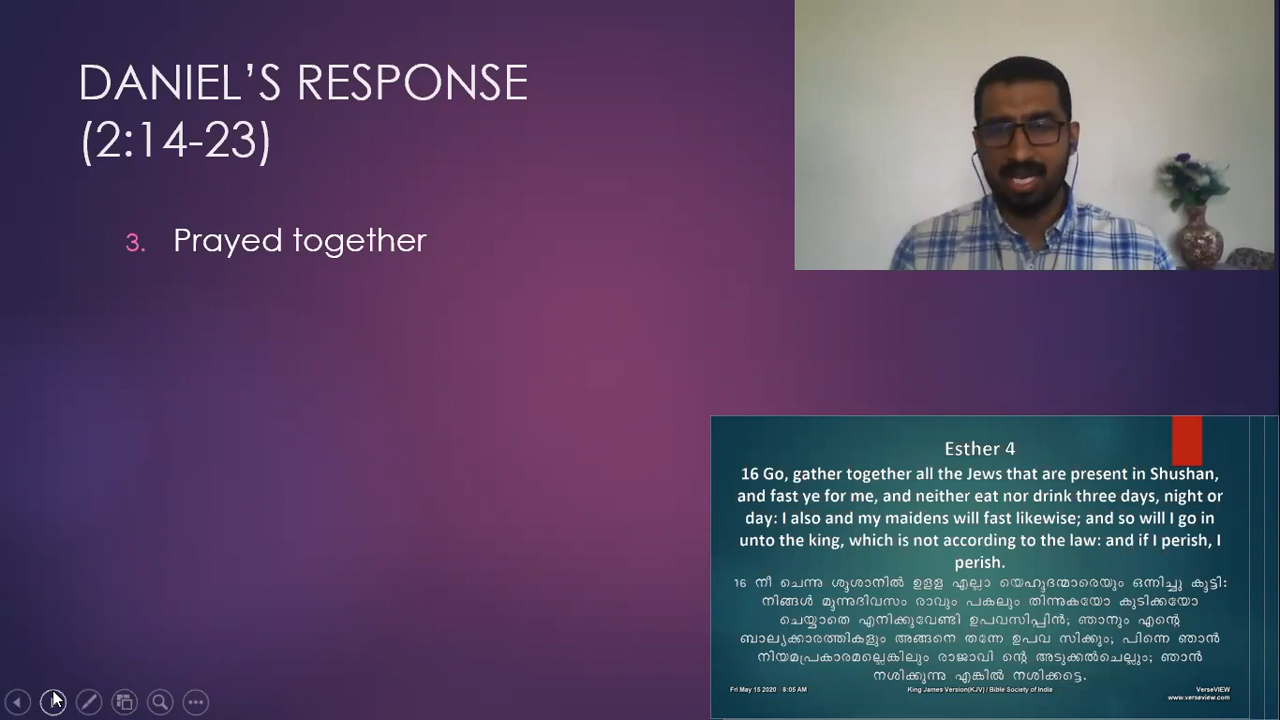 DANIEL’S RESPONSE
(2:14-23)
3. Prayed together
Esther 4
16 Go, gather together all the Jews that are present in Shushan,
and fast ye for me, and neither eat nor drink three days, night or
day: I also and my maidens will fast likewise; and so will I go in
unto the king, which is not according to the law: and if I perish, I
perish.
16 നീ ചെന്നു ശൂശാനിൽ ഉള്ള എല്ലാ യെഹൂദന്മാരെയും ഒന്നിച്ചു കൂട്ടി:
നിങ്ങൾ മൂന്നുദിവസം രാവും പകലും തിന്നുകയോ കുടിക്കയോ
ചെയ്യാതെ എനിക്കുവേണ്ടി ഉപവസിപ്പിൻ; ഞാനും എന്റെ
ബാല്യക്കാരത്തികളും അങ്ങനെ തന്നേ ഉപവ സിക്കും; പിന്നെ ഞാൻ
നിയമപ്രകാരമല്ലെങ്കിലും രാജാവി ന്റെ അടുക്കൽചെല്ലും; ഞാൻ
നശിക്കുന്നു എങ്കിൽ നശിക്കട്ടെ.
Fri May 15 2020 8:05 AM
King James Version(KJV) / Bible Society of India
VerseVIEW
www.verseview.com